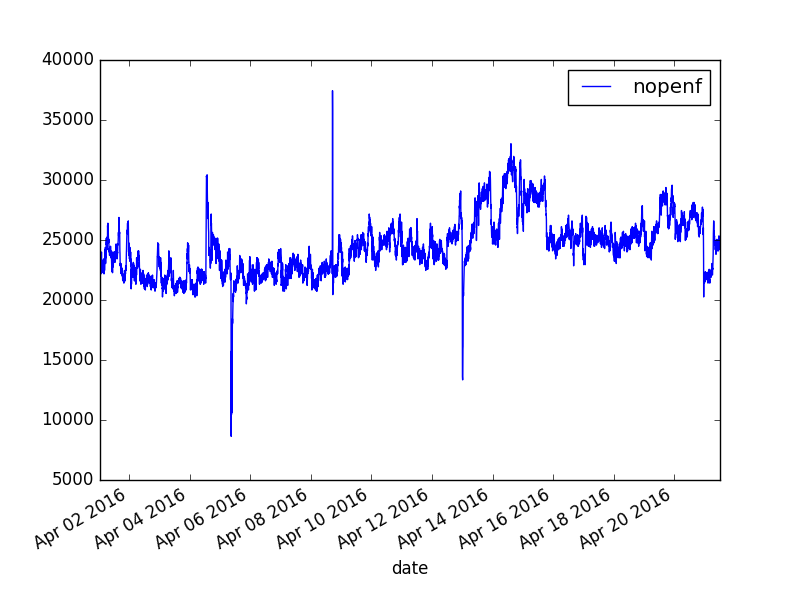 40000
35000
30000
25000
20000
15000
10000
5000
nopenf
Apr 02 2016
Apr 04 2016
Apr 06 2016
Apr 08 2016
Apr 10 2016
Apr 12 2016
Apr 14 2016
Apr 16 2016
Apr 18 2016
Apr 20 2016
date